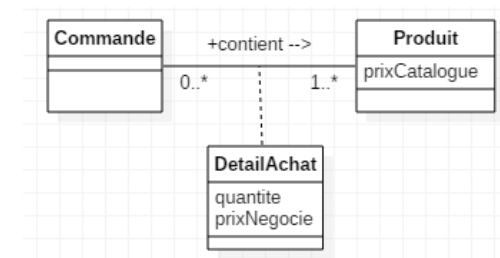 Commande
+contient -->
Produit
prixCatalogue
0..*
1..*
DetailAchat
quantite
prixNegocie